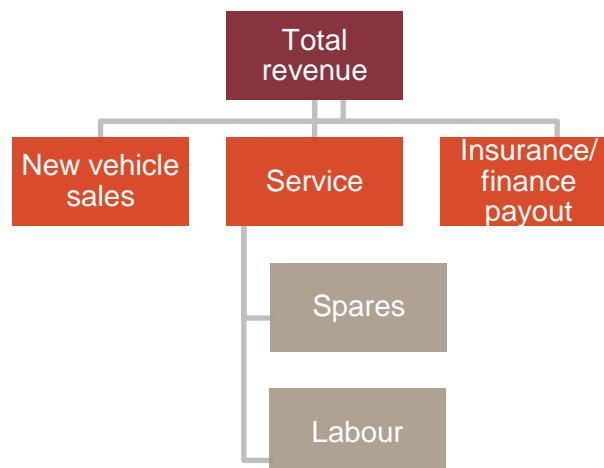 Total
revenue
New vehicle
sales
Service
Insurance/
finance
payout
Spares
Labour